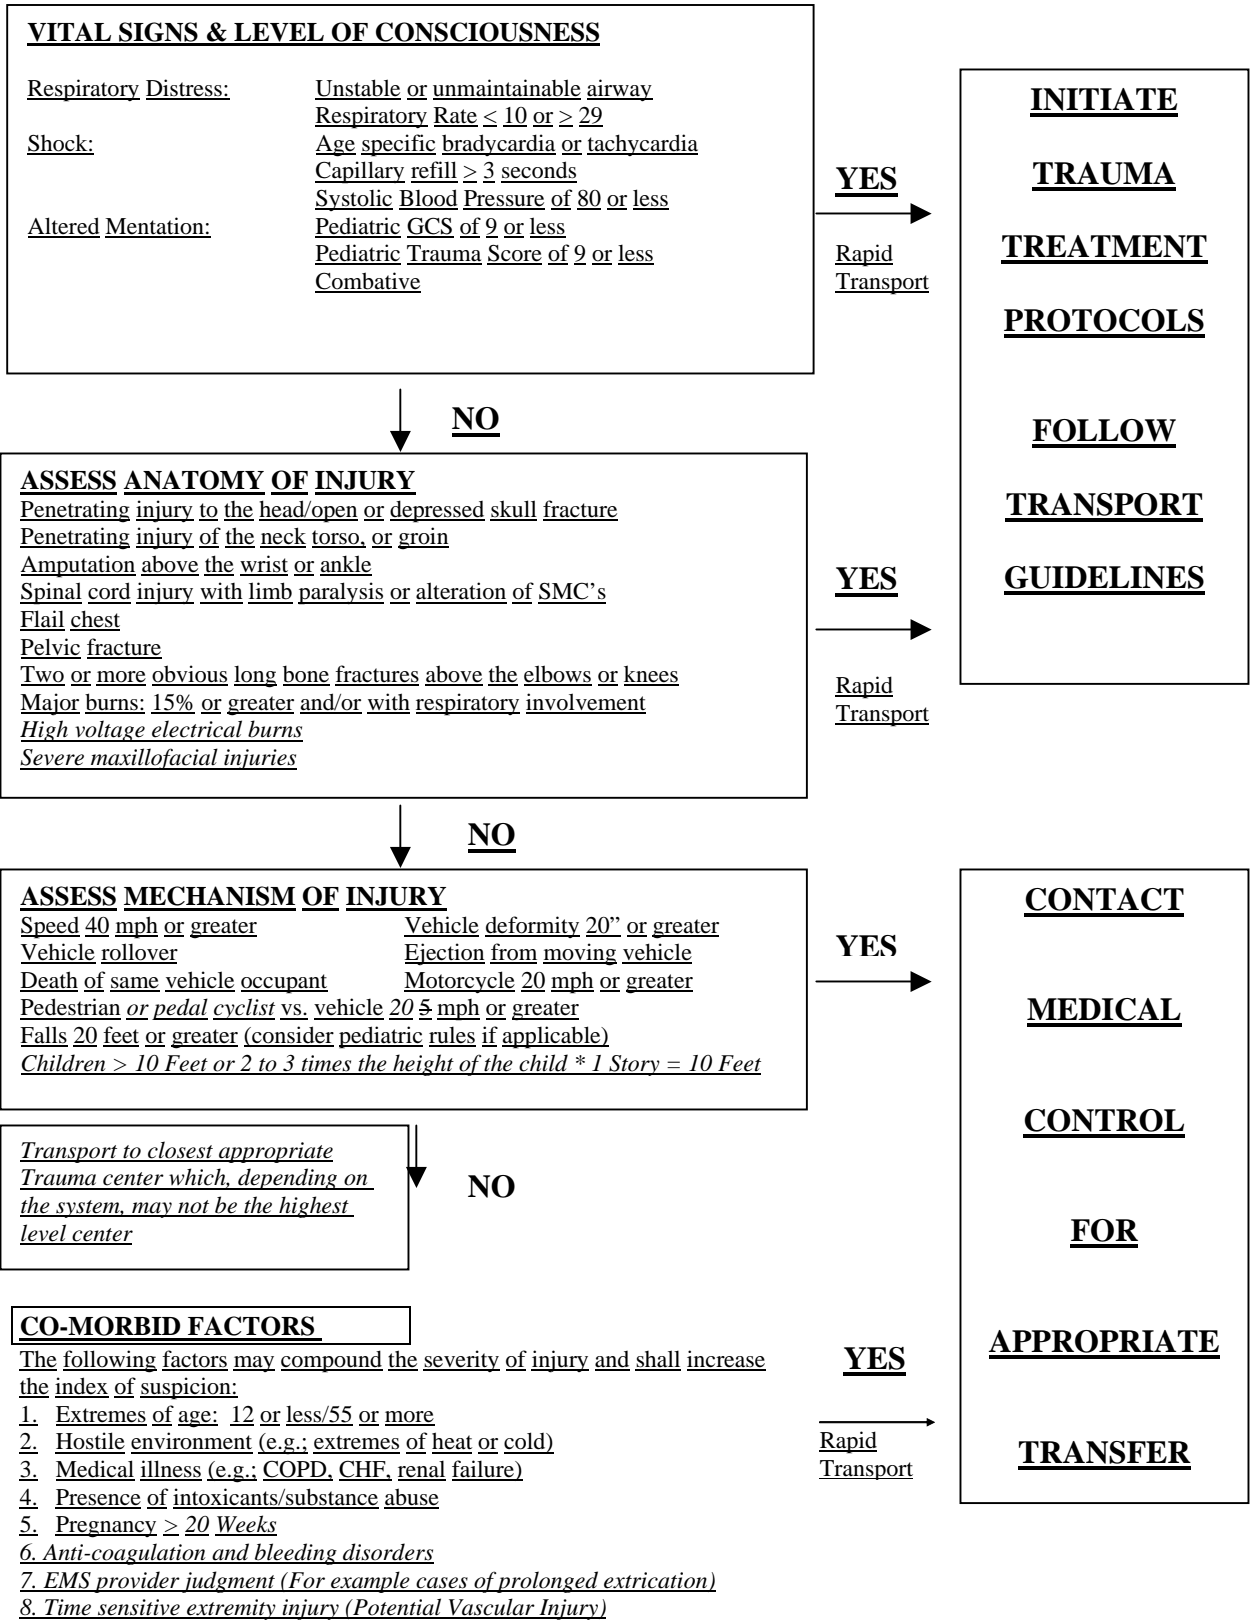 VITAL SIGNS & LEVEL OF CONSCIOUSNESS
Respiratory Distress: Unstable or unmaintainable airway
Respiratory Rate < 10 or > 29
Shock: Age specific bradycardia or tachycardia
Capillary refill > 3 seconds
Systolic Blood Pressure of 80 or less
Altered Mentation: Pediatric GCS of 9 or less
Pediatric Trauma Score of 9 or less
Combative
YES
Rapid
Transport
INITIATE
TRAUMA
TREATMENT
PROTOCOLS
FOLLOW
TRANSPORT
GUIDELINES
NO
ASSESS ANATOMY OF INJURY
Penetrating injury to the head/open or depressed skull fracture
Penetrating injury of the neck torso, or groin
Amputation above the wrist or ankle
Spinal cord injury with limb paralysis or alteration of SMC’s
Flail chest
Pelvic fracture
Two or more obvious long bone fractures above the elbows or knees
Major burns: 15% or greater and/or with respiratory involvement
High voltage electrical burns
Severe maxillofacial injuries
YES
Rapid
Transport
NO
ASSESS MECHANISM OF INJURY
Speed 40 mph or greater Vehicle deformity 20” or greater
Vehicle rollover Ejection from moving vehicle
Death of same vehicle occupant Motorcycle 20 mph or greater
Pedestrian or pedal cyclist vs. vehicle 20 5 mph or greater
Falls 20 feet or greater (consider pediatric rules if applicable)
Children > 10 Feet or 2 to 3 times the height of the child * 1 Story = 10 Feet
YES
CONTACT
MEDICAL
CONTROL
FOR
APPROPRIATE
TRANSFER
Transport to closest appropriate
Trauma center which, depending on
the system, may not be the highest
level center
NO
CO-MORBID FACTORS
The following factors may compound the severity of injury and shall increase
the index of suspicion:
1. Extremes of age: 12 or less/55 or more
2. Hostile environment (e.g.; extremes of heat or cold)
3. Medical illness (e.g.; COPD, CHF, renal failure)
4. Presence of intoxicants/substance abuse
5. Pregnancy > 20 Weeks
6. Anti-coagulation and bleeding disorders
7. EMS provider judgment (For example cases of prolonged extrication)
8. Time sensitive extremity injury (Potential Vascular Injury)
YES
Rapid
Transport